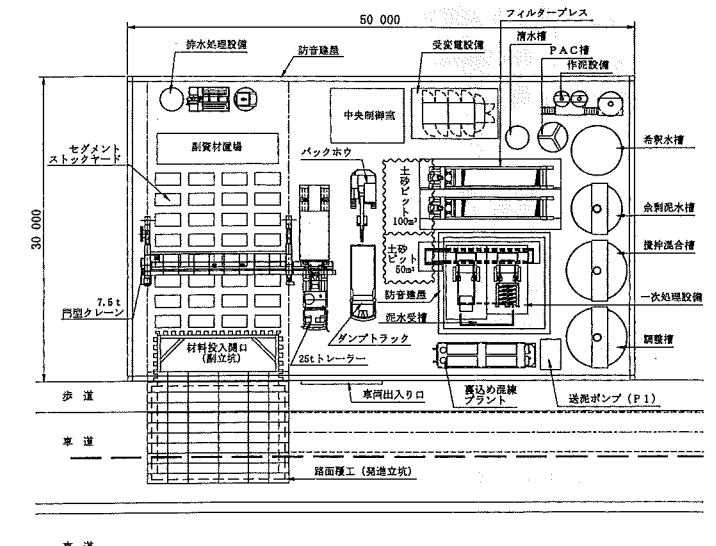 50 000
フィルタープレス
排水処理設備
防音建屋
受変電設備
清水槽
PAC槽
作泥設備
中央制御室
セグメント
ストックヤード
副資材置場
バックホウ
希釈水槽
土砂
ピット
100m³
余剰泥水槽
30 000
土砂
ピット
50m³
攪拌混合槽
7.5t
門型クレーン
防音建屋
一次処理設備
泥水受槽
材料投入開口
(副立坑)
ダンプトラック
調整槽
25tトレーラー
歩道
車両出入り口
裏込め混練
プラント
送泥ポンプ(P1)
車道
路面覆工(発進立坑)
車道